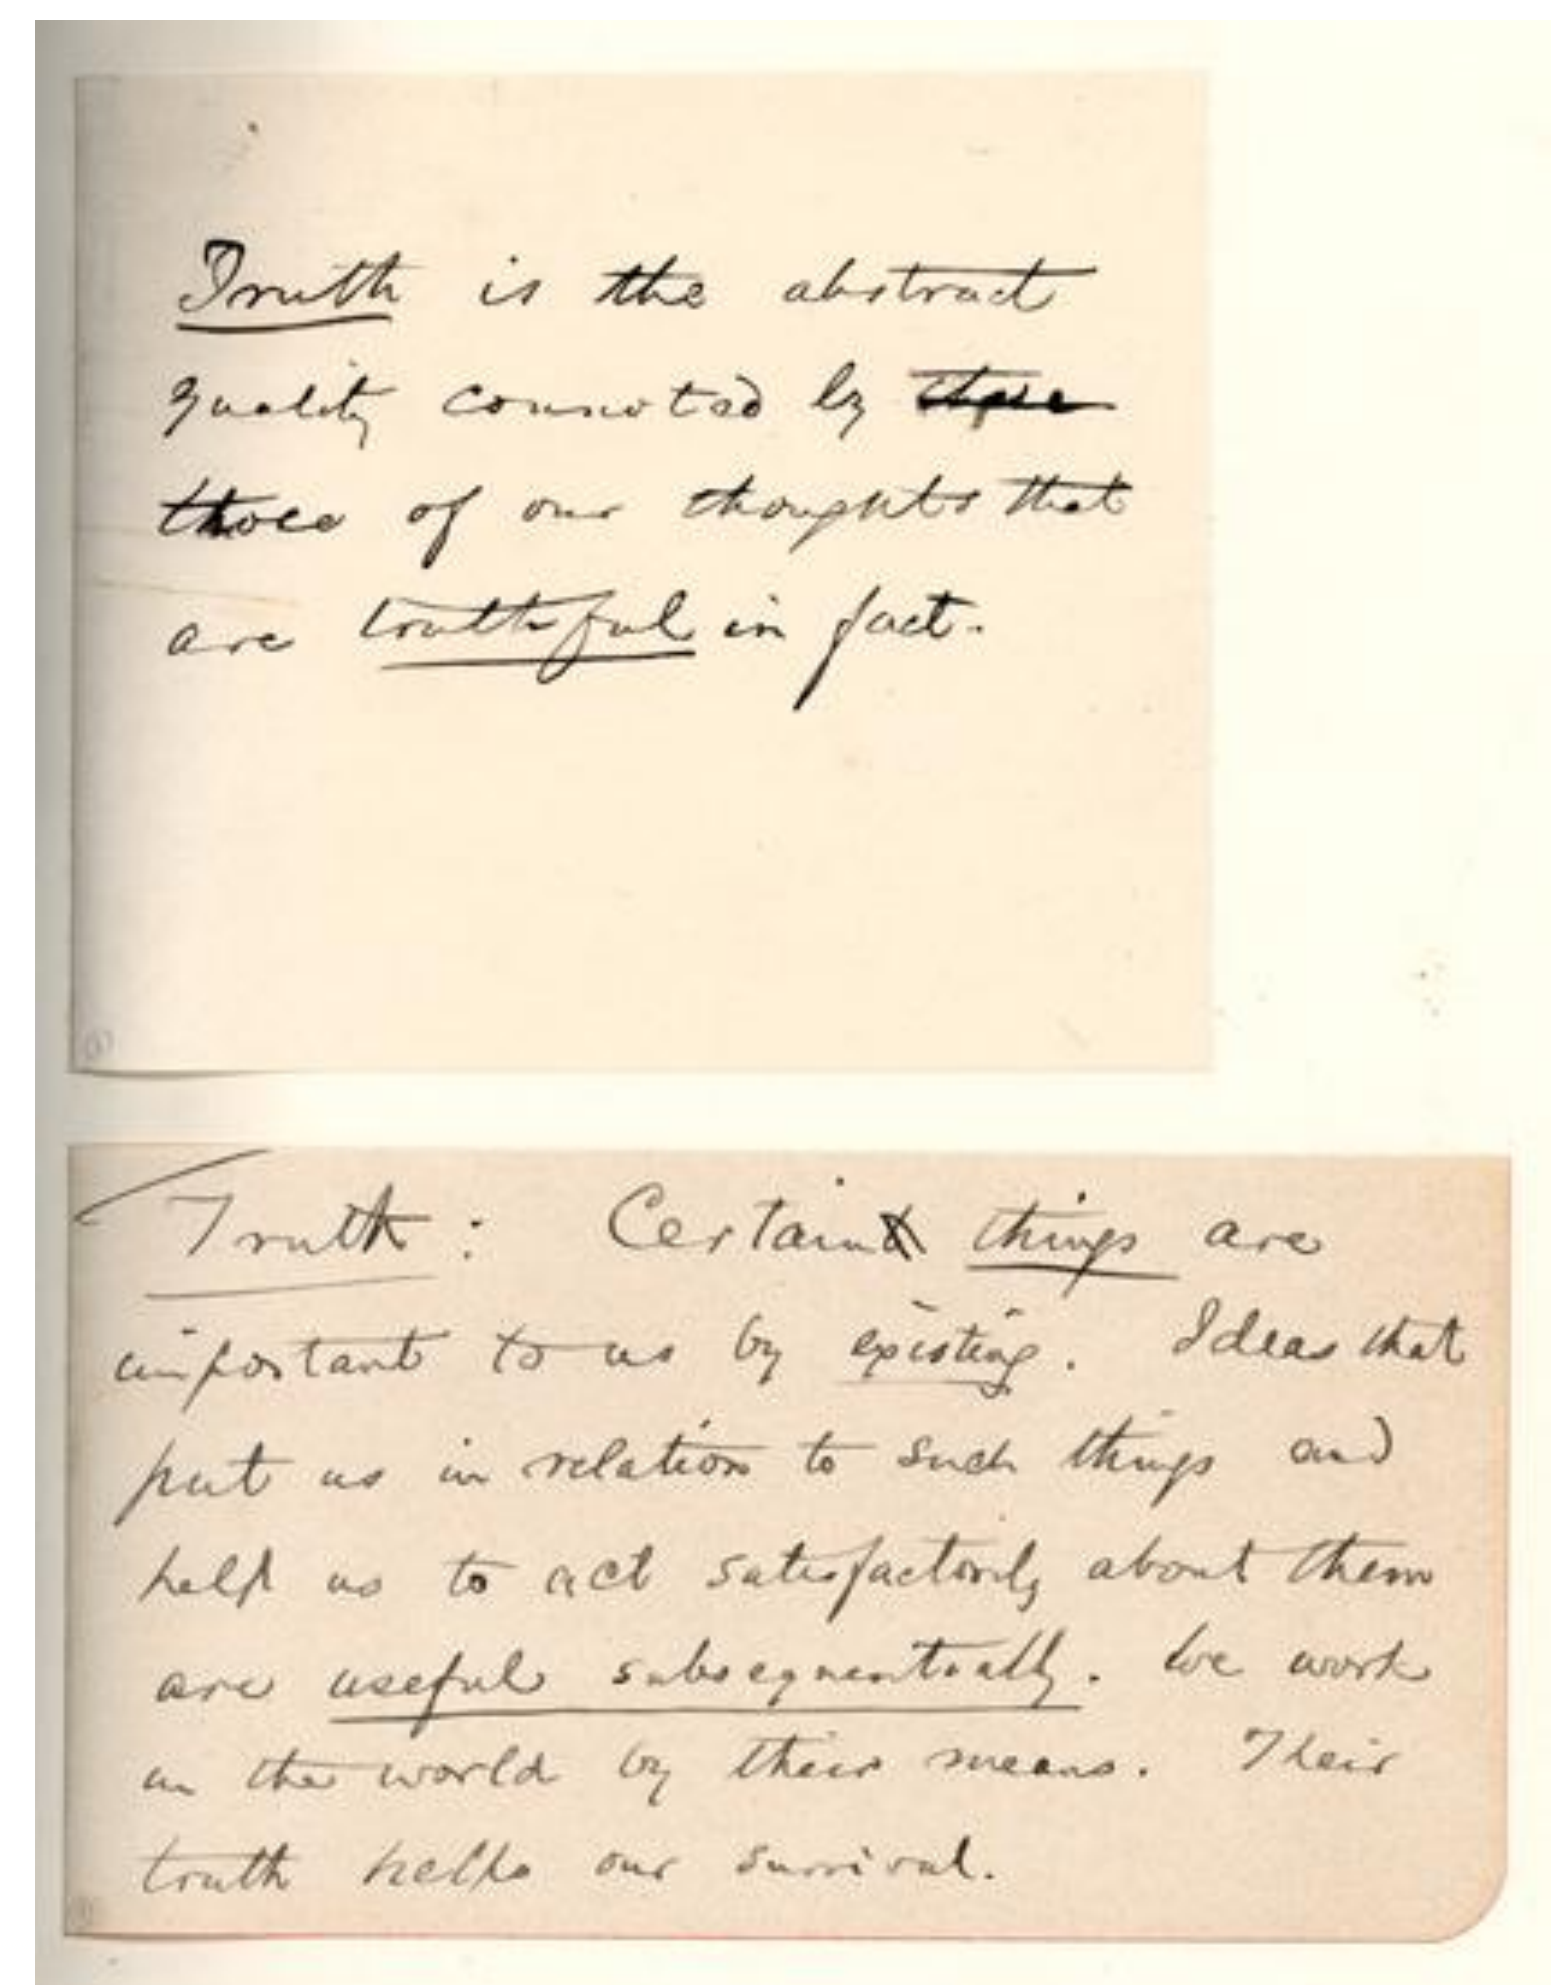 Truth is the abstract
quality connoted by
those of our thoughts that
are truthful in fact.
Truth: Certain things are
important to us by existing. Ideas that
put us in relation to such things and
help us to act satisfactorily about them
are useful subsequentially. We work
in the world by their means. Their
truth helps our survival.